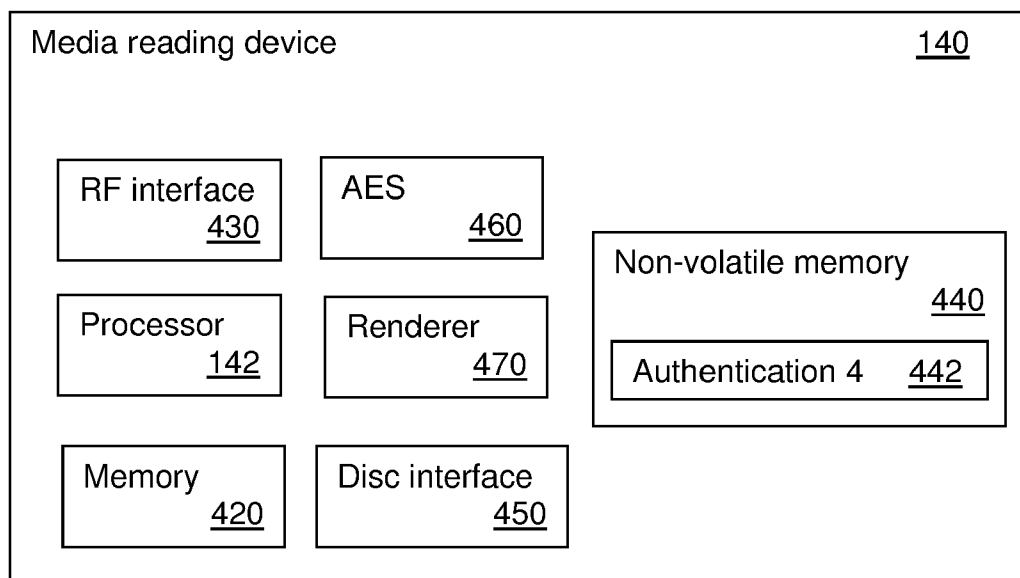 Media reading device 140
RF interface
430
AES
460
Non-volatile memory
440
Authentication 4 442
Processor
142
Renderer
470
Memory
420
Disc interface
450